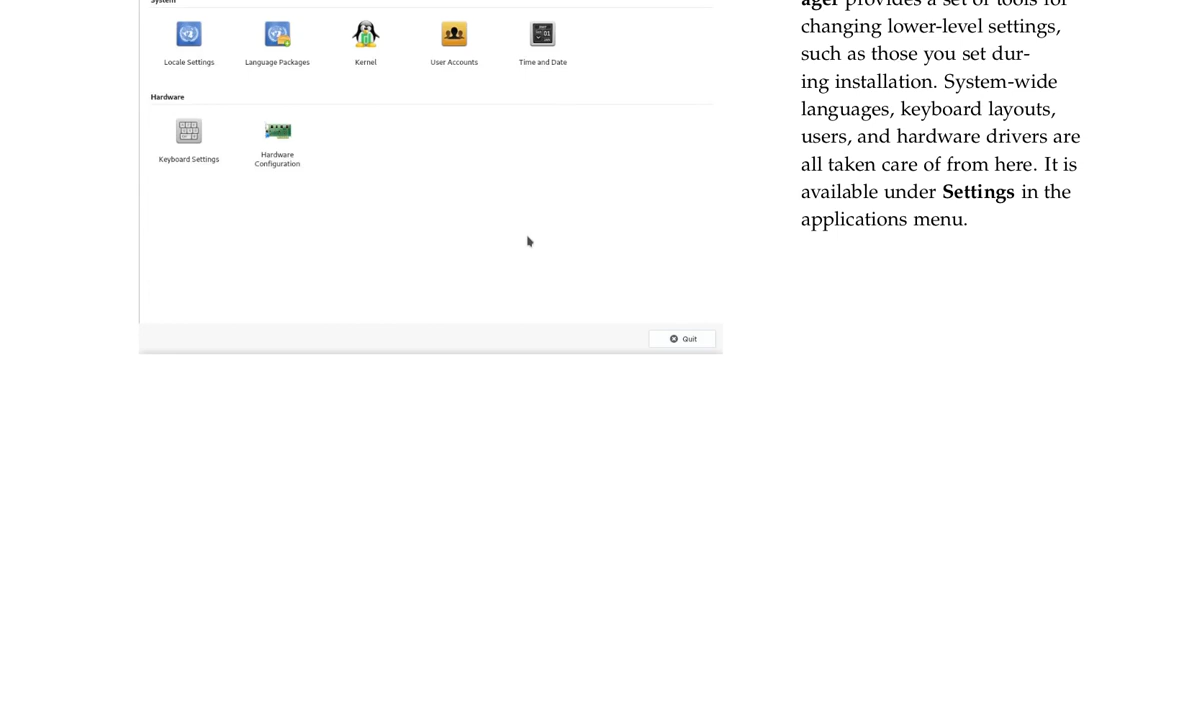 System
Locale Settings
Language Packages
Kernel
User Accounts
Time and Date
Hardware
Keyboard Settings
Hardware
Configuration
Quit
ager provides a set of tools for
changing lower-level settings,
such as those you set dur-
ing installation. System-wide
languages, keyboard layouts,
users, and hardware drivers are
all taken care of from here. It is
available under Settings in the
applications menu.